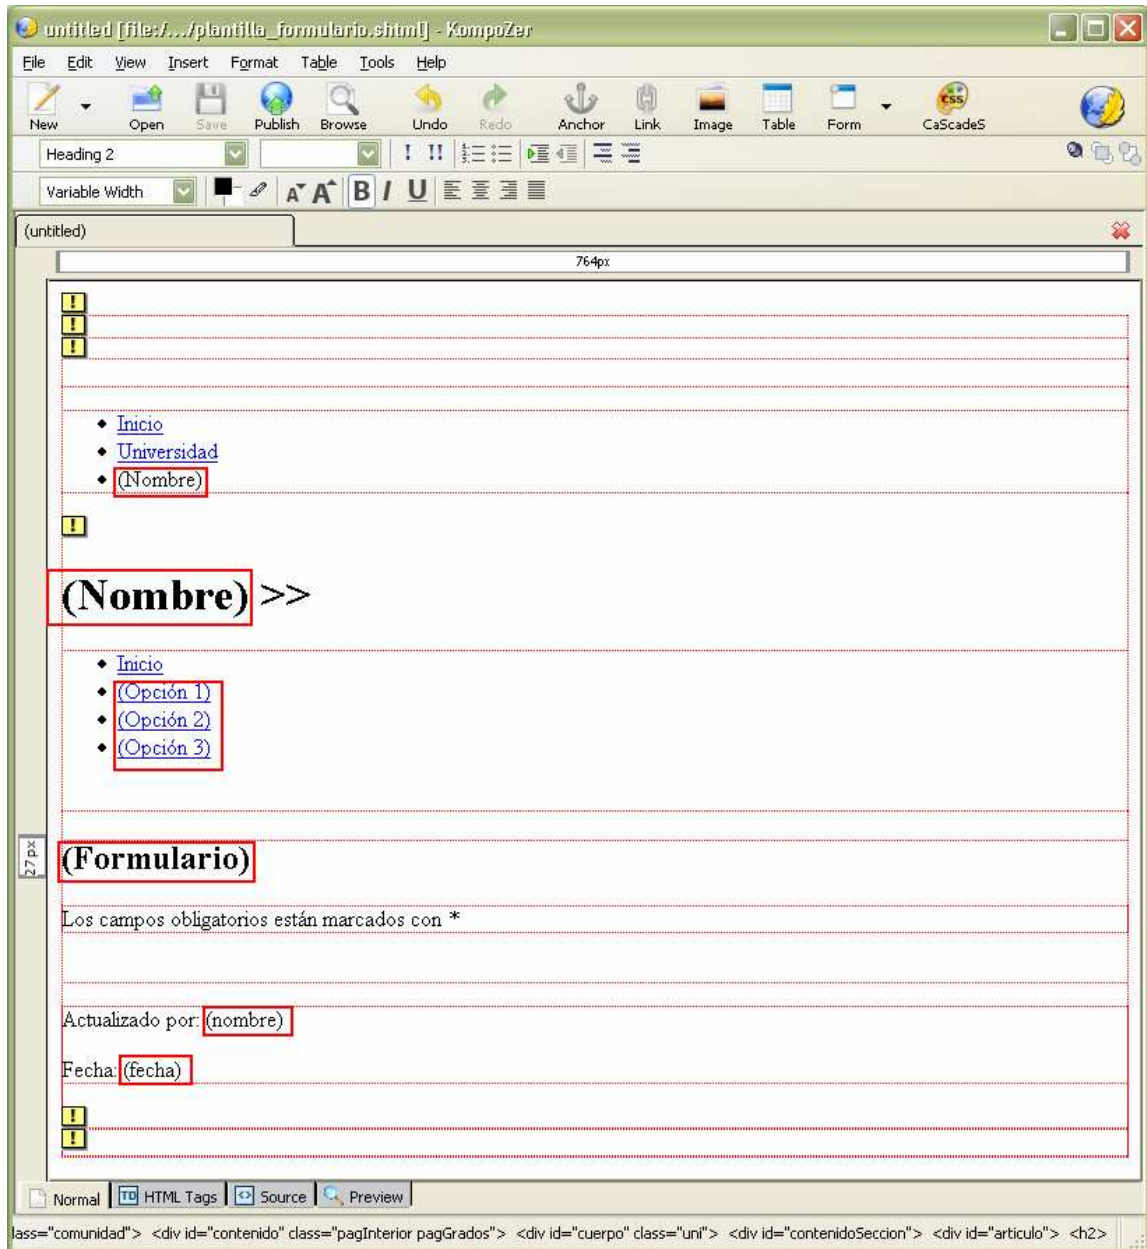 untitled [file:/.../plantilla_formulario.shtml] - KompoZer
File Edit View Insert Format Table Tools Help
New Open Save Publish Browse Undo Redo Anchor Link Image Table Form CaScadeS
Heading 2
Variable Width A A B I U
(untitled)
764px
Inicio
Universidad
(Nombre)
(Nombre) >>
Inicio
(Opción 1)
(Opción 2)
(Opción 3)
27 px
(Formulario)
Los campos obligatorios están marcados con *
Actualizado por: (nombre)
Fecha: (fecha)
Normal HTML Tags Source Preview
lass="comunidad"> <div id="contenido" class="pagInterior pagGrados"> <div id="cuerpo" class="uni"> <div id="contenidoSeccion"> <div id="articulo"> <h2>